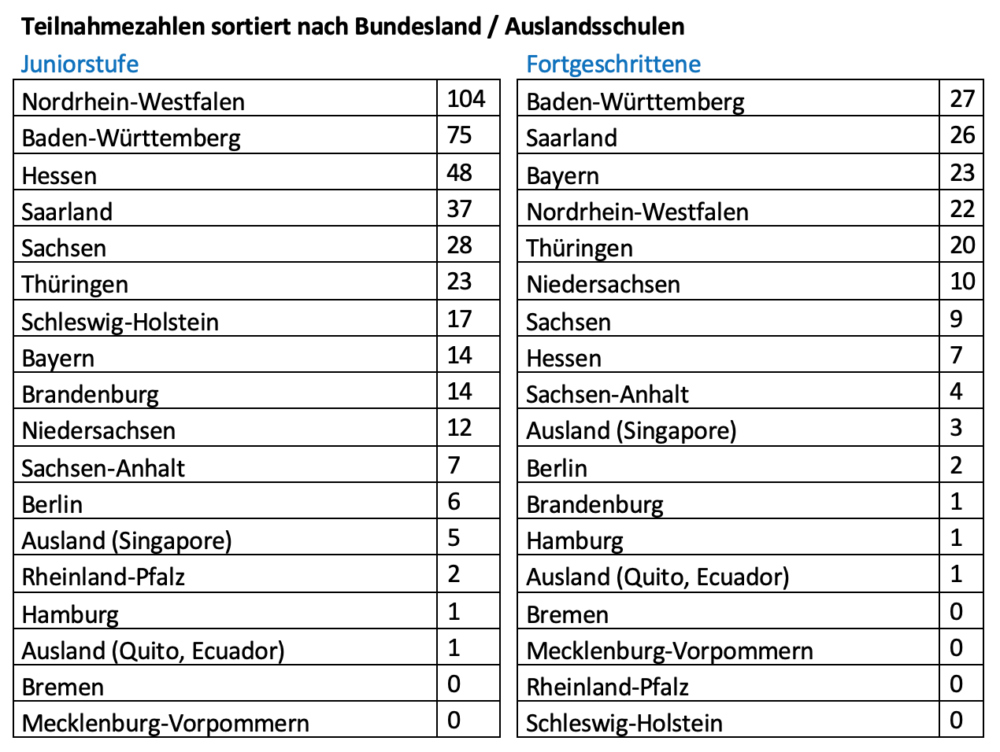 Teilnahmezahlen sortiert nach Bundesland / Auslandsschulen
Juniorstufe
Nordrhein-Westfalen 104
Baden-Württemberg 75
Hessen 48
Saarland 37
Sachsen 28
Thüringen 23
Schleswig-Holstein 17
Bayern 14
Brandenburg 14
Niedersachsen 12
Sachsen-Anhalt 7
Berlin 6
Ausland (Singapore) 5
Rheinland-Pfalz 2
Hamburg 1
Ausland (Quito, Ecuador) 1
Bremen 0
Mecklenburg-Vorpommern 0
Fortgeschrittene
Baden-Württemberg 27
Saarland 26
Bayern 23
Nordrhein-Westfalen 22
Thüringen 20
Niedersachsen 10
Sachsen 9
Hessen 7
Sachsen-Anhalt 4
Ausland (Singapore) 3
Berlin 2
Brandenburg 1
Hamburg 1
Ausland (Quito, Ecuador) 1
Bremen 0
Mecklenburg-Vorpommern 0
Rheinland-Pfalz 0
Schleswig-Holstein 0